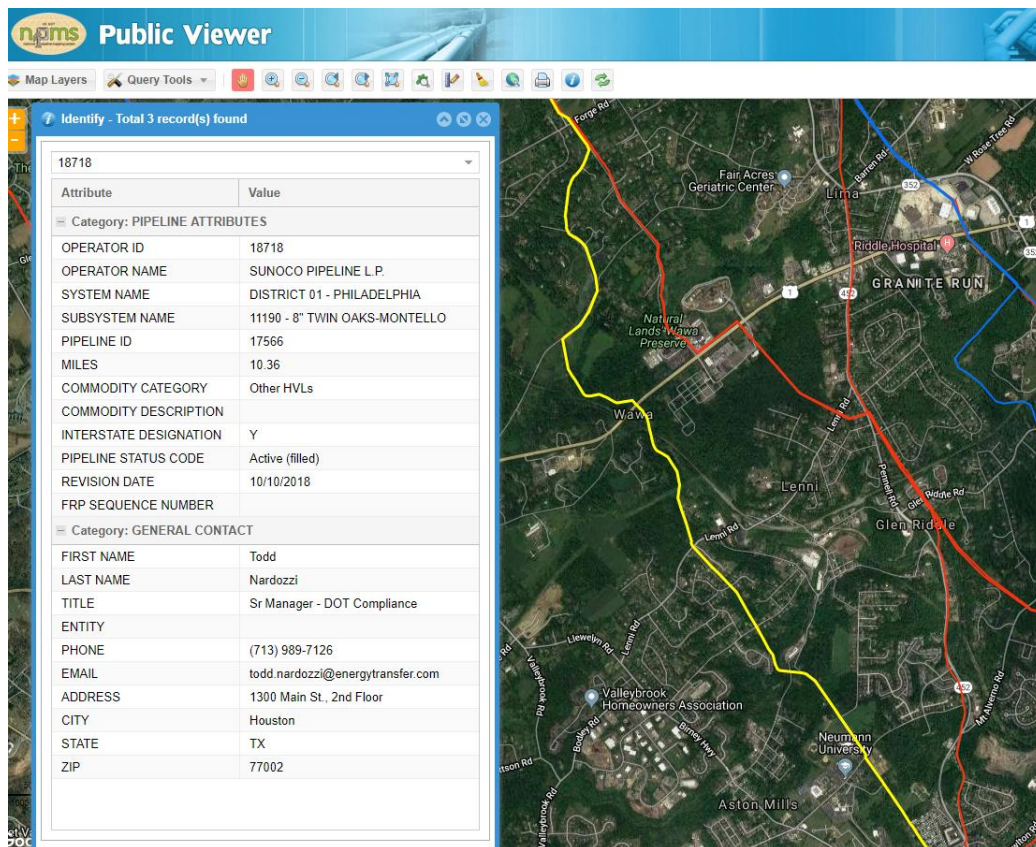 npms Public Viewer
Map Layers Query Tools
Identify - Total 3 record(s) found
18718
Attribute Value
Category: PIPELINE ATTRIBUTES
OPERATOR ID 18718
OPERATOR NAME SUNOCO PIPELINE L.P.
SYSTEM NAME DISTRICT 01 - PHILADELPHIA
SUBSYSTEM NAME 11190 - 8" TWIN OAKS-MONTELLO
PIPELINE ID 17566
MILES 10.36
COMMODITY CATEGORY Other HVLs
COMMODITY DESCRIPTION
INTERSTATE DESIGNATION Y
PIPELINE STATUS CODE Active (filled)
REVISION DATE 10/10/2018
FRP SEQUENCE NUMBER
Category: GENERAL CONTACT
FIRST NAME Todd
LAST NAME Nardozzi
TITLE Sr Manager - DOT Compliance
ENTITY
PHONE (713) 989-7126
EMAIL todd.nardozzi@energytransfer.com
ADDRESS 1300 Main St., 2nd Floor
CITY Houston
STATE TX
ZIP 77002
Forge Rd
W Rose Tree Rd
Barren Rd
Fair Acres
Geriatric Center
Lima
352
1
Riddle Hospital
H
352
GRANITE RUN
1
452
Natural
Lands' Wawa
Preserve
Wawa
Lenni Rd
Lenni
Pennell Rd
Glen Riddle Rd
Glen Riddle
Lenni Rd
Llewelyn Rd
Lenni Rd
Valleybrook Rd
452
Mt Alverno Rd
Valleybrook
Homeowners Association
Bodley Rd
Birney Hwy
Neumann
University
Aston Mills
Valleybrook Rd